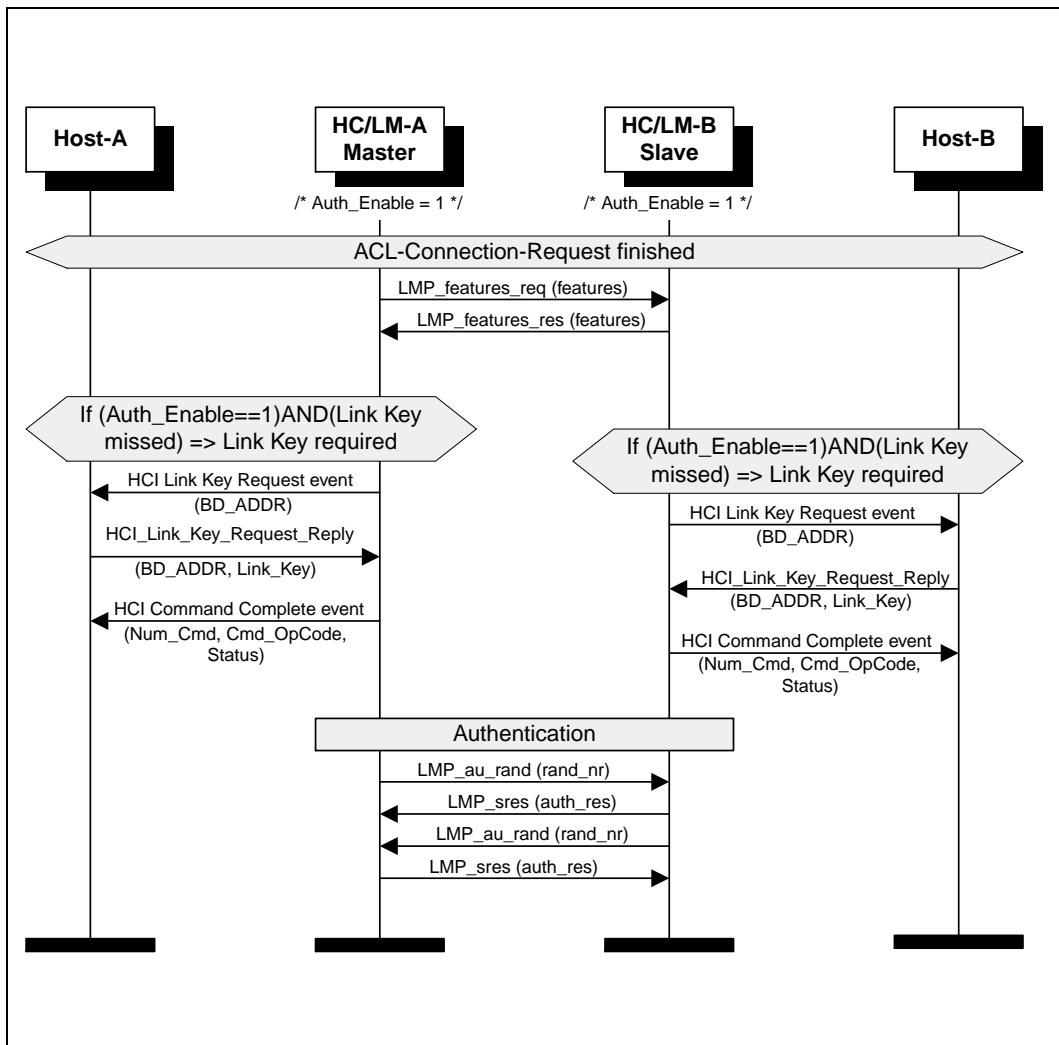 Host-A
HC/LM-A
Master
HC/LM-B
Slave
Host-B
/* Auth_Enable = 1 */
/* Auth_Enable = 1 */
ACL-Connection-Request finished
LMP_features_req (features)
LMP_features_res (features)
If (Auth_Enable==1)AND(Link Key
missed) => Link Key required
If (Auth_Enable==1)AND(Link Key
missed) => Link Key required
HCI Link Key Request event
(BD_ADDR)
HCI_Link_Key_Request_Reply
(BD_ADDR, Link_Key)
HCI Command Complete event
(Num_Cmd, Cmd_OpCode,
Status)
HCI Link Key Request event
(BD_ADDR)
HCI_Link_Key_Request_Reply
(BD_ADDR, Link_Key)
HCI Command Complete event
(Num_Cmd, Cmd_OpCode,
Status)
Authentication
LMP_au_rand (rand_nr)
LMP_sres (auth_res)
LMP_au_rand (rand_nr)
LMP_sres (auth_res)